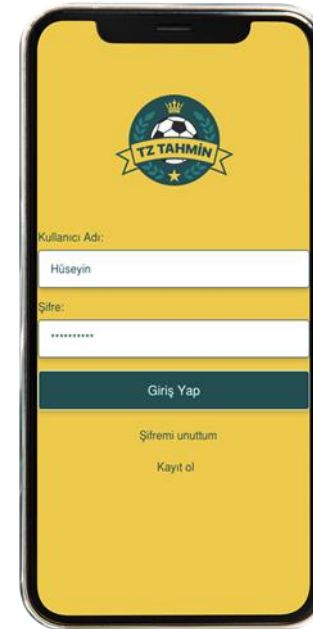 TZ TAHMİN
Kullanıcı Adı:
Hüseyin
Şifre:
**********
Giriş Yap
Şifremi unuttum
Kayıt ol